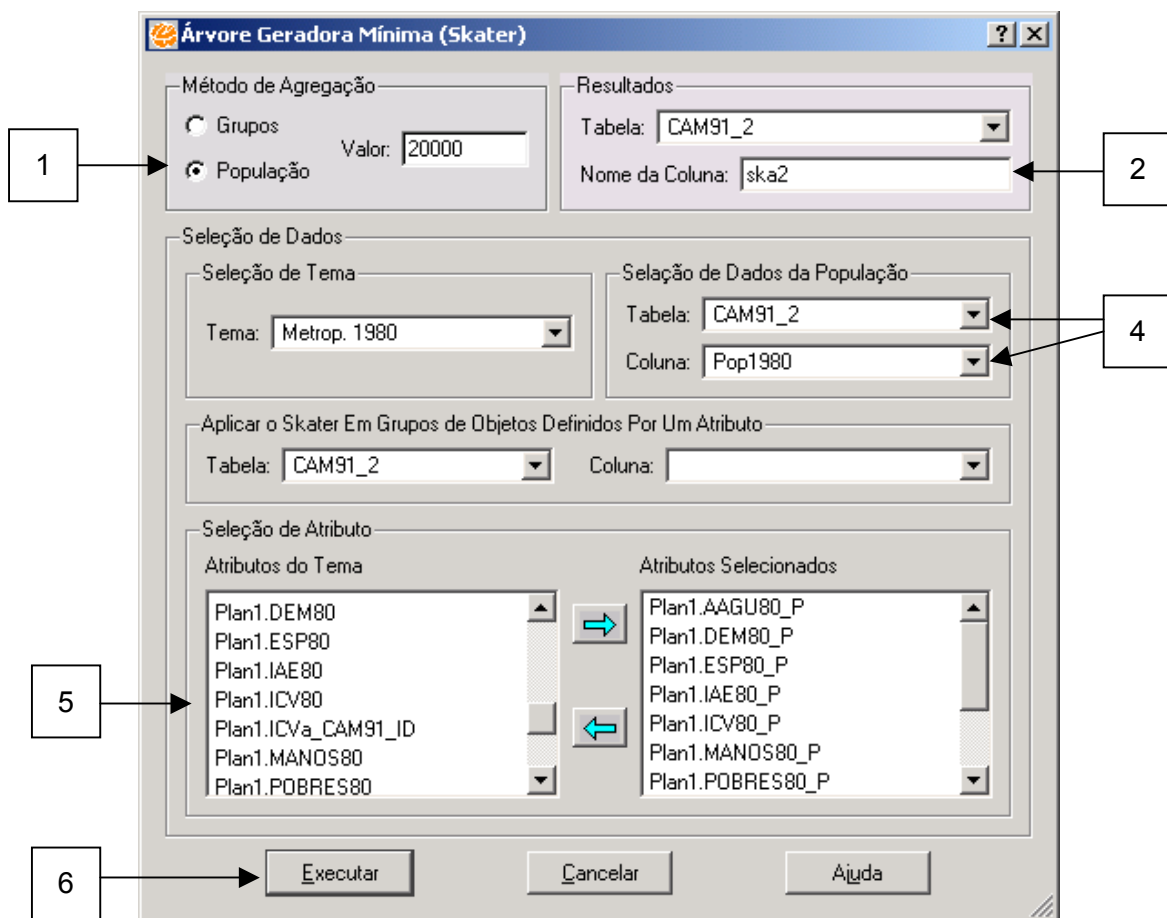 Árvore Geradora Mínima (Skater)
Método de Agregação
Grupos
População
Valor: 20000
Resultados
Tabela: CAM91_2
Nome da Coluna: ska2
1
2
Seleção de Dados
Seleção de Tema
Tema: Metrop. 1980
Selação de Dados da População
Tabela: CAM91_2
Coluna: Pop1980
4
Aplicar o Skater Em Grupos de Objetos Definidos Por Um Atributo
Tabela: CAM91_2
Coluna:
Seleção de Atributo
Atributos do Tema
Plan1.DEM80
Plan1.ESP80
Plan1.IAE80
Plan1.ICV80
Plan1.ICVa_CAM91_ID
Plan1.MANOS80
Plan1.POBRES80
Atributos Selecionados
Plan1.AAGU80_P
Plan1.DEM80_P
Plan1.ESP80_P
Plan1.IAE80_P
Plan1.ICV80_P
Plan1.MANOS80_P
Plan1.POBRES80_P
5
6
Executar
Cancelar
Ajuda